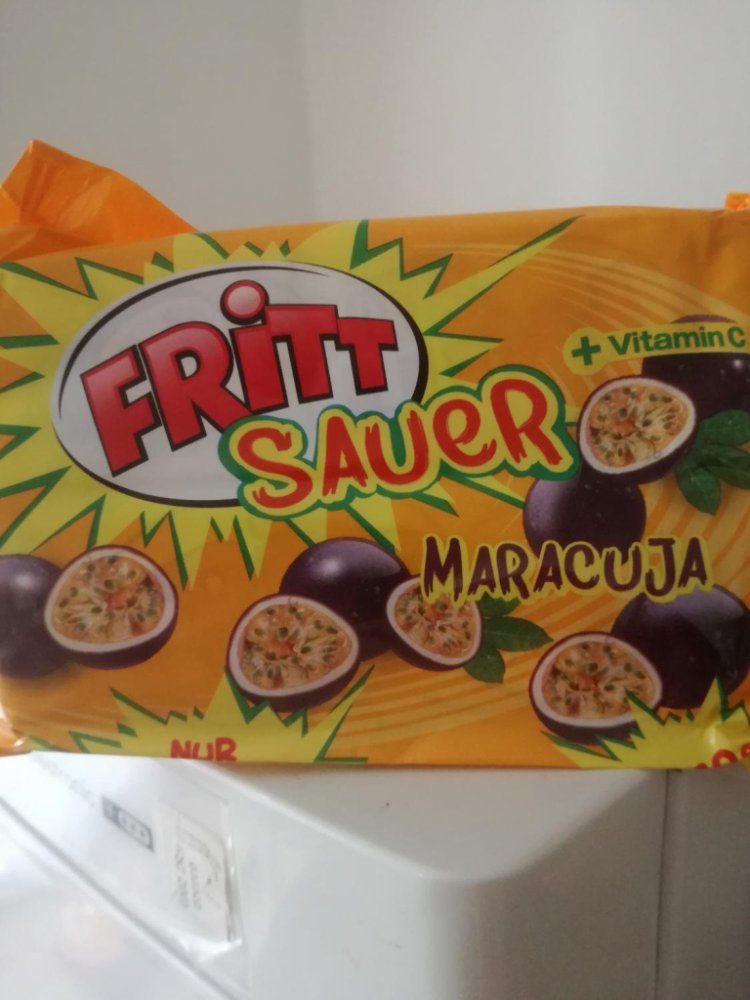 FRiTT
SAUeR
+ Vitamin C
MARACUJA
NUR